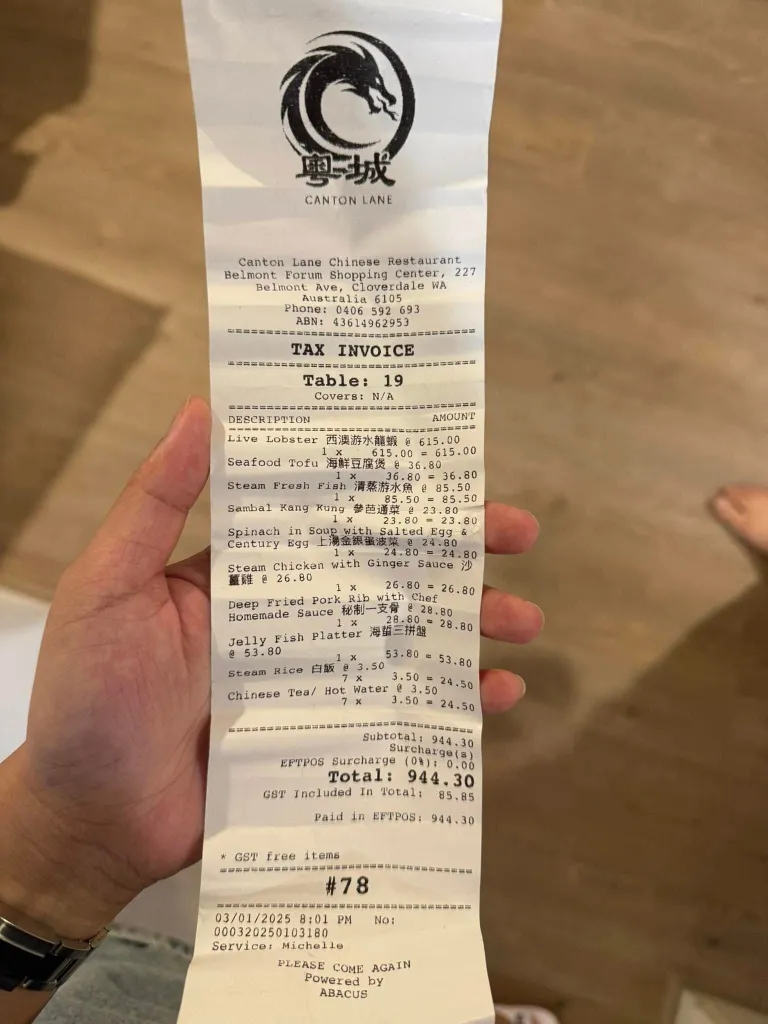 粤城
CANTON LANE
Canton Lane Chinese Restaurant
Belmont Forum Shopping Center, 227
Belmont Ave, Cloverdale WA
Australia 6105
Phone: 0406 592 693
ABN: 43614962953
TAX INVOICE
Table: 19
Covers: N/A
DESCRIPTION AMOUNT
Live Lobster 西澳游水龍蝦 @ 615.00
1 x 615.00 = 615.00
Seafood Tofu 海鮮豆腐煲 @ 36.80
1 x 36.80 = 36.80
Steam Fresh Fish 清蒸游水魚 @ 85.50
1 x 85.50 = 85.50
Sambal Kang Kung 參芭通菜 @ 23.80
1 x 23.80 = 23.80
Spinach in Soup with Salted Egg &
Century Egg 上湯金銀蛋菠菜 @ 24.80
1 x 24.80 = 24.80
Steam Chicken with Ginger Sauce 沙
薑雞 @ 26.80
1 x 26.80 = 26.80
Deep Fried Pork Rib with Chef
Homemade Sauce 秘制一支骨 @ 28.80
1 x 28.80 = 28.80
Jelly Fish Platter 海蜇三拼盤
@ 53.80
1 x 53.80 = 53.80
Steam Rice 白飯 @ 3.50
7 x 3.50 = 24.50
Chinese Tea/ Hot Water @ 3.50
7 x 3.50 = 24.50
Subtotal: 944.30
Surcharge(s)
EFTPOS Surcharge (0%): 0.00
Total: 944.30
GST Included In Total: 85.85
Paid in EFTPOS: 944.30
* GST free items
#78
03/01/2025 8:01 PM No:
000320250103180
Service: Michelle
PLEASE COME AGAIN
Powered by
ABACUS